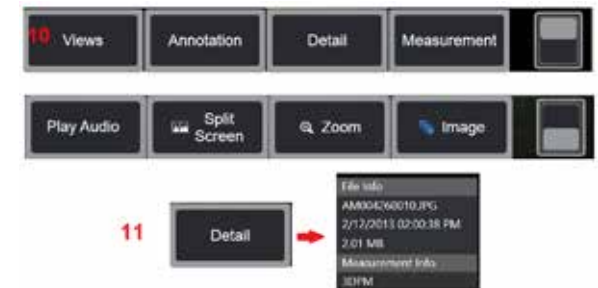 10 Views Annotation Detail Measurement
Play Audio Split Screen Zoom Image
11 Detail
File Info
AM004260010.JPG
2/12/2013 02:00:38 PM
2.01 MB
Measurement Info
3DPM